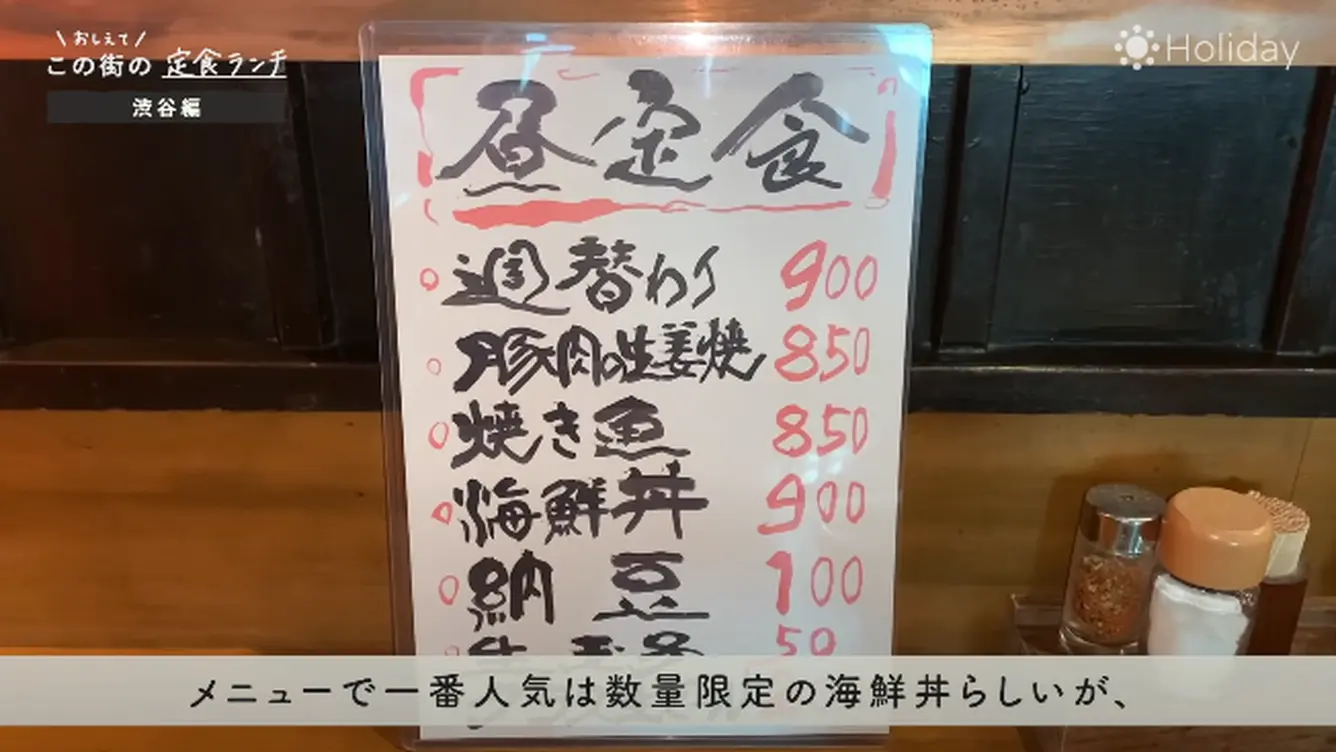 \ おしえて /
この街の 定食ランチ
渋谷編
Holiday
昼定食
週替わり 900
豚肉の生姜焼 850
焼き魚 850
海鮮丼 900
納豆 100
50
メニューで一番人気は数量限定の海鮮丼らしいが、